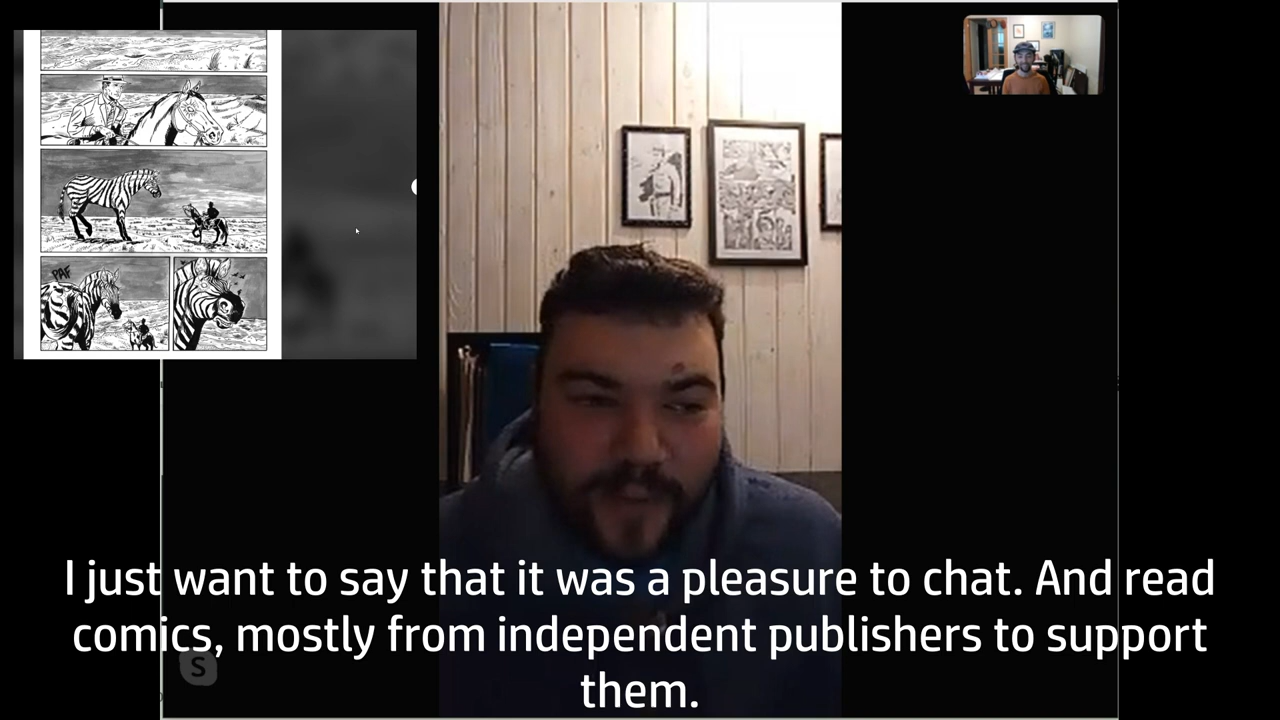 PAF
I just want to say that it was a pleasure to chat. And read
comics, mostly from independent publishers to support
them.
S